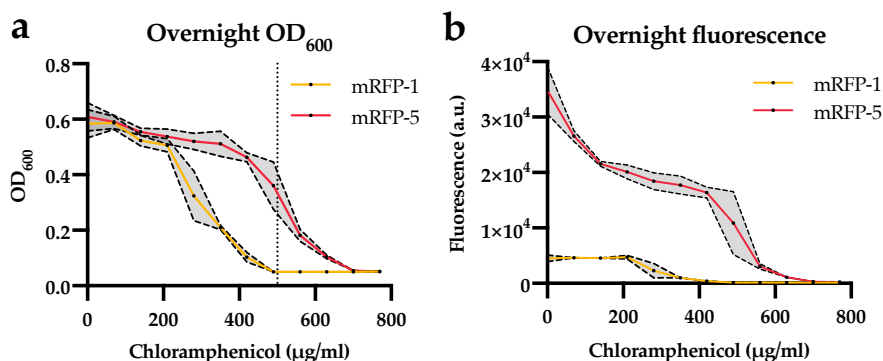 a
Overnight OD600
mRFP-1
mRFP-5
OD600
0.8
0.6
0.4
0.2
0.0
0
200
400
600
800
Chloramphenicol (µg/ml)
b
Overnight fluorescence
mRFP-1
mRFP-5
Fluorescence (a.u.)
4×10⁴
3×10⁴
2×10⁴
1×10⁴
0
0
200
400
600
800
Chloramphenicol (µg/ml)